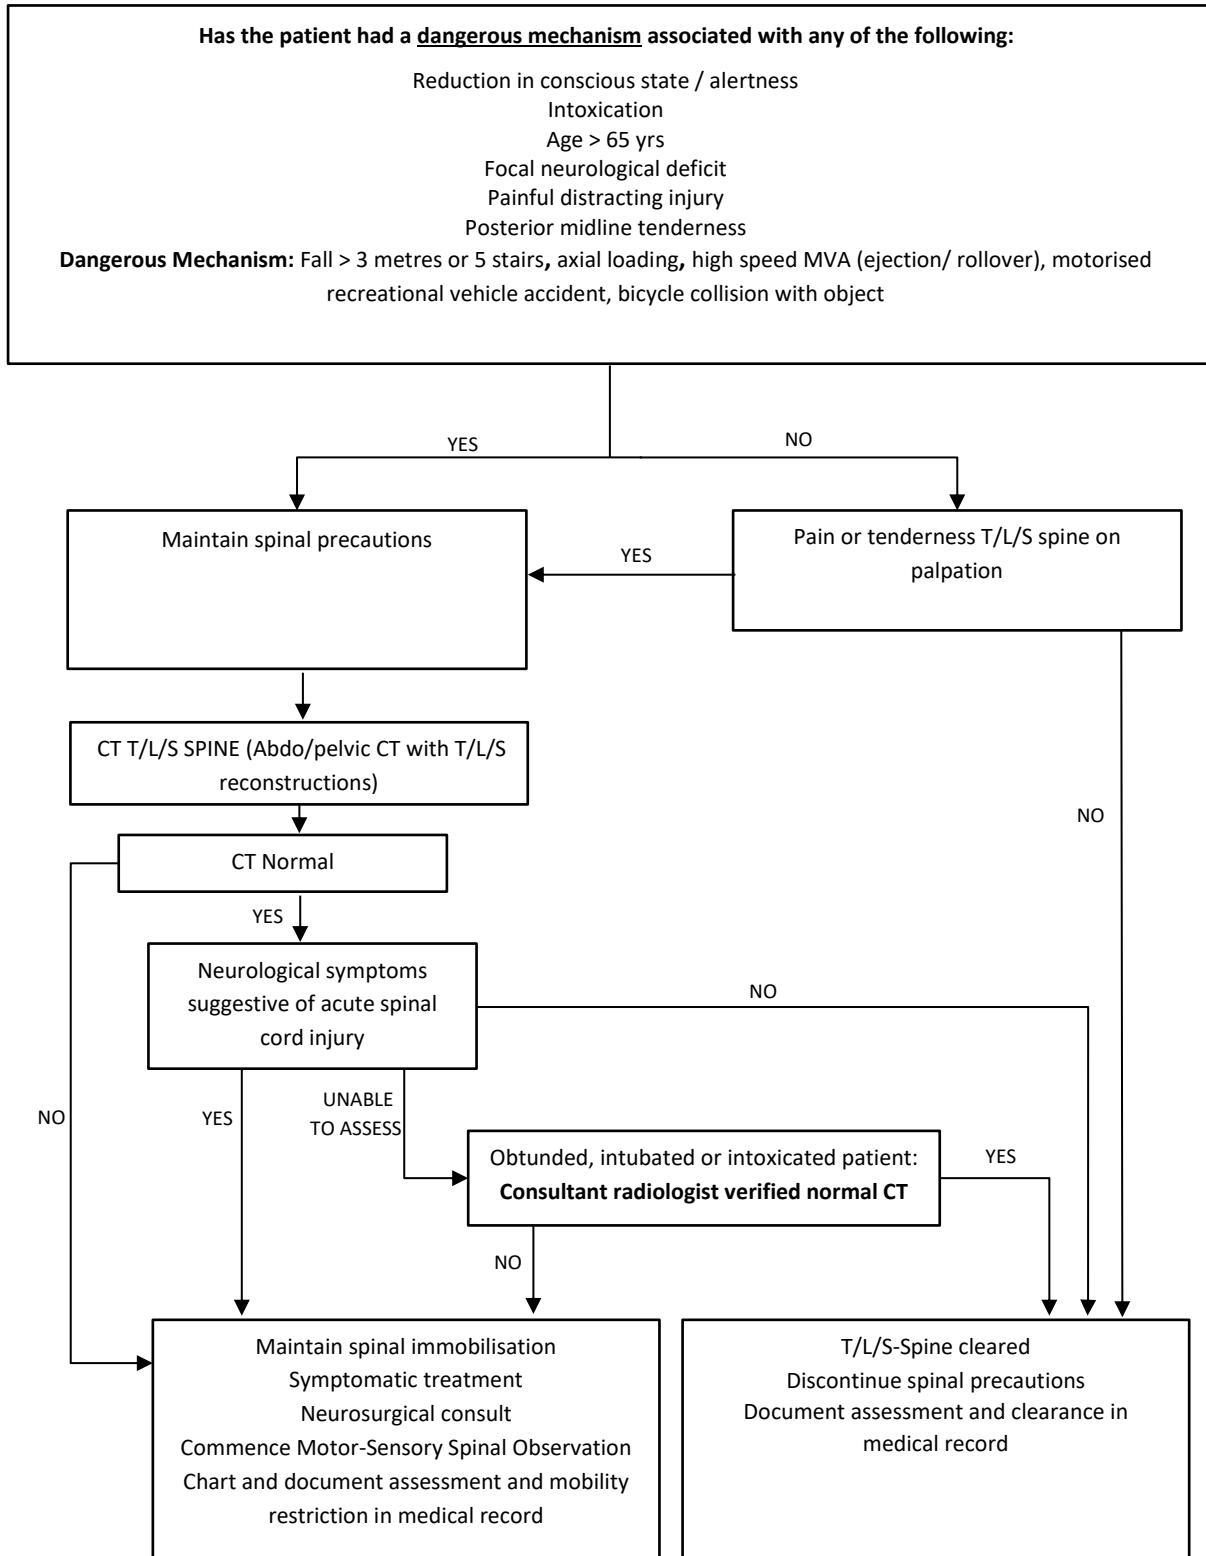 Has the patient had a dangerous mechanism associated with any of the following:
Reduction in conscious state / alertness
Intoxication
Age > 65 yrs
Focal neurological deficit
Painful distracting injury
Posterior midline tenderness
Dangerous Mechanism: Fall > 3 metres or 5 stairs, axial loading, high speed MVA (ejection/ rollover), motorised
recreational vehicle accident, bicycle collision with object
YES
NO
Maintain spinal precautions
YES
Pain or tenderness T/L/S spine on
palpation
CT T/L/S SPINE (Abdo/pelvic CT with T/L/S
reconstructions)
NO
CT Normal
YES
Neurological symptoms
suggestive of acute spinal
cord injury
NO
NO
YES
UNABLE
TO ASSESS
Obtunded, intubated or intoxicated patient:
Consultant radiologist verified normal CT
YES
NO
Maintain spinal immobilisation
Symptomatic treatment
Neurosurgical consult
Commence Motor-Sensory Spinal Observation
Chart and document assessment and mobility
restriction in medical record
T/L/S-Spine cleared
Discontinue spinal precautions
Document assessment and clearance in
medical record